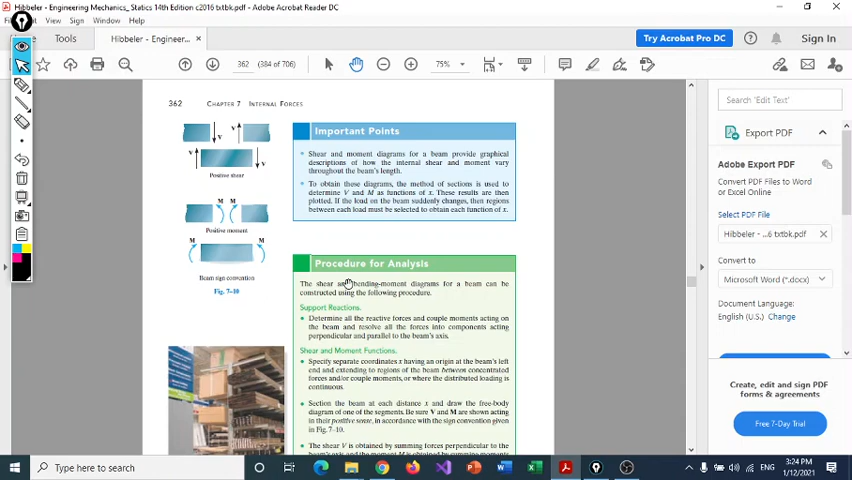 Hibbeler - Engineering Mechanics_ Statics 14th Edition c2016 txtbk.pdf - Adobe Acrobat Reader DC
View Sign Window Help
Tools
Hibbeler - Engineer...
Try Acrobat Pro DC
Sign In
362 (384 of 706)
75%
362 CHAPTER 7 INTERNAL FORCES
V V
V V
Positive shear
M M
Positive moment
M M
Beam sign convention
Fig. 7-10
Important Points
• Shear and moment diagrams for a beam provide graphical
descriptions of how the internal shear and moment vary
throughout the beam's length.
• To obtain these diagrams, the method of sections is used to
determine V and M as functions of x. These results are then
plotted. If the load on the beam suddenly changes, then regions
between each load must be selected to obtain each function of x.
Procedure for Analysis
The shear and bending-moment diagrams for a beam can be
constructed using the following procedure.
Support Reactions.
• Determine all the reactive forces and couple moments acting on
the beam and resolve all the forces into components acting
perpendicular and parallel to the beam's axis.
Shear and Moment Functions.
• Specify separate coordinates x having an origin at the beam's left
end and extending to regions of the beam between concentrated
forces and/or couple moments, or where the distributed loading is
continuous.
• Section the beam at each distance x and draw the free-body
diagram of one of the segments. Be sure V and M are shown acting
in their positive sense, in accordance with the sign convention given
in Fig. 7-10.
• The shear V is obtained by summing forces perpendicular to the
beam's axis, and the moment M is obtained by summing moments
Search 'Edit Text'
Export PDF
Adobe Export PDF
Convert PDF Files to Word
or Excel Online
Select PDF File
Hibbeler - ...6 txtbk.pdf
Convert to
Microsoft Word (*.docx)
Document Language:
English (U.S.) Change
Create, edit and sign PDF
forms & agreements
Free 7-Day Trial
Type here to search
ENG
3:24 PM
1/12/2021